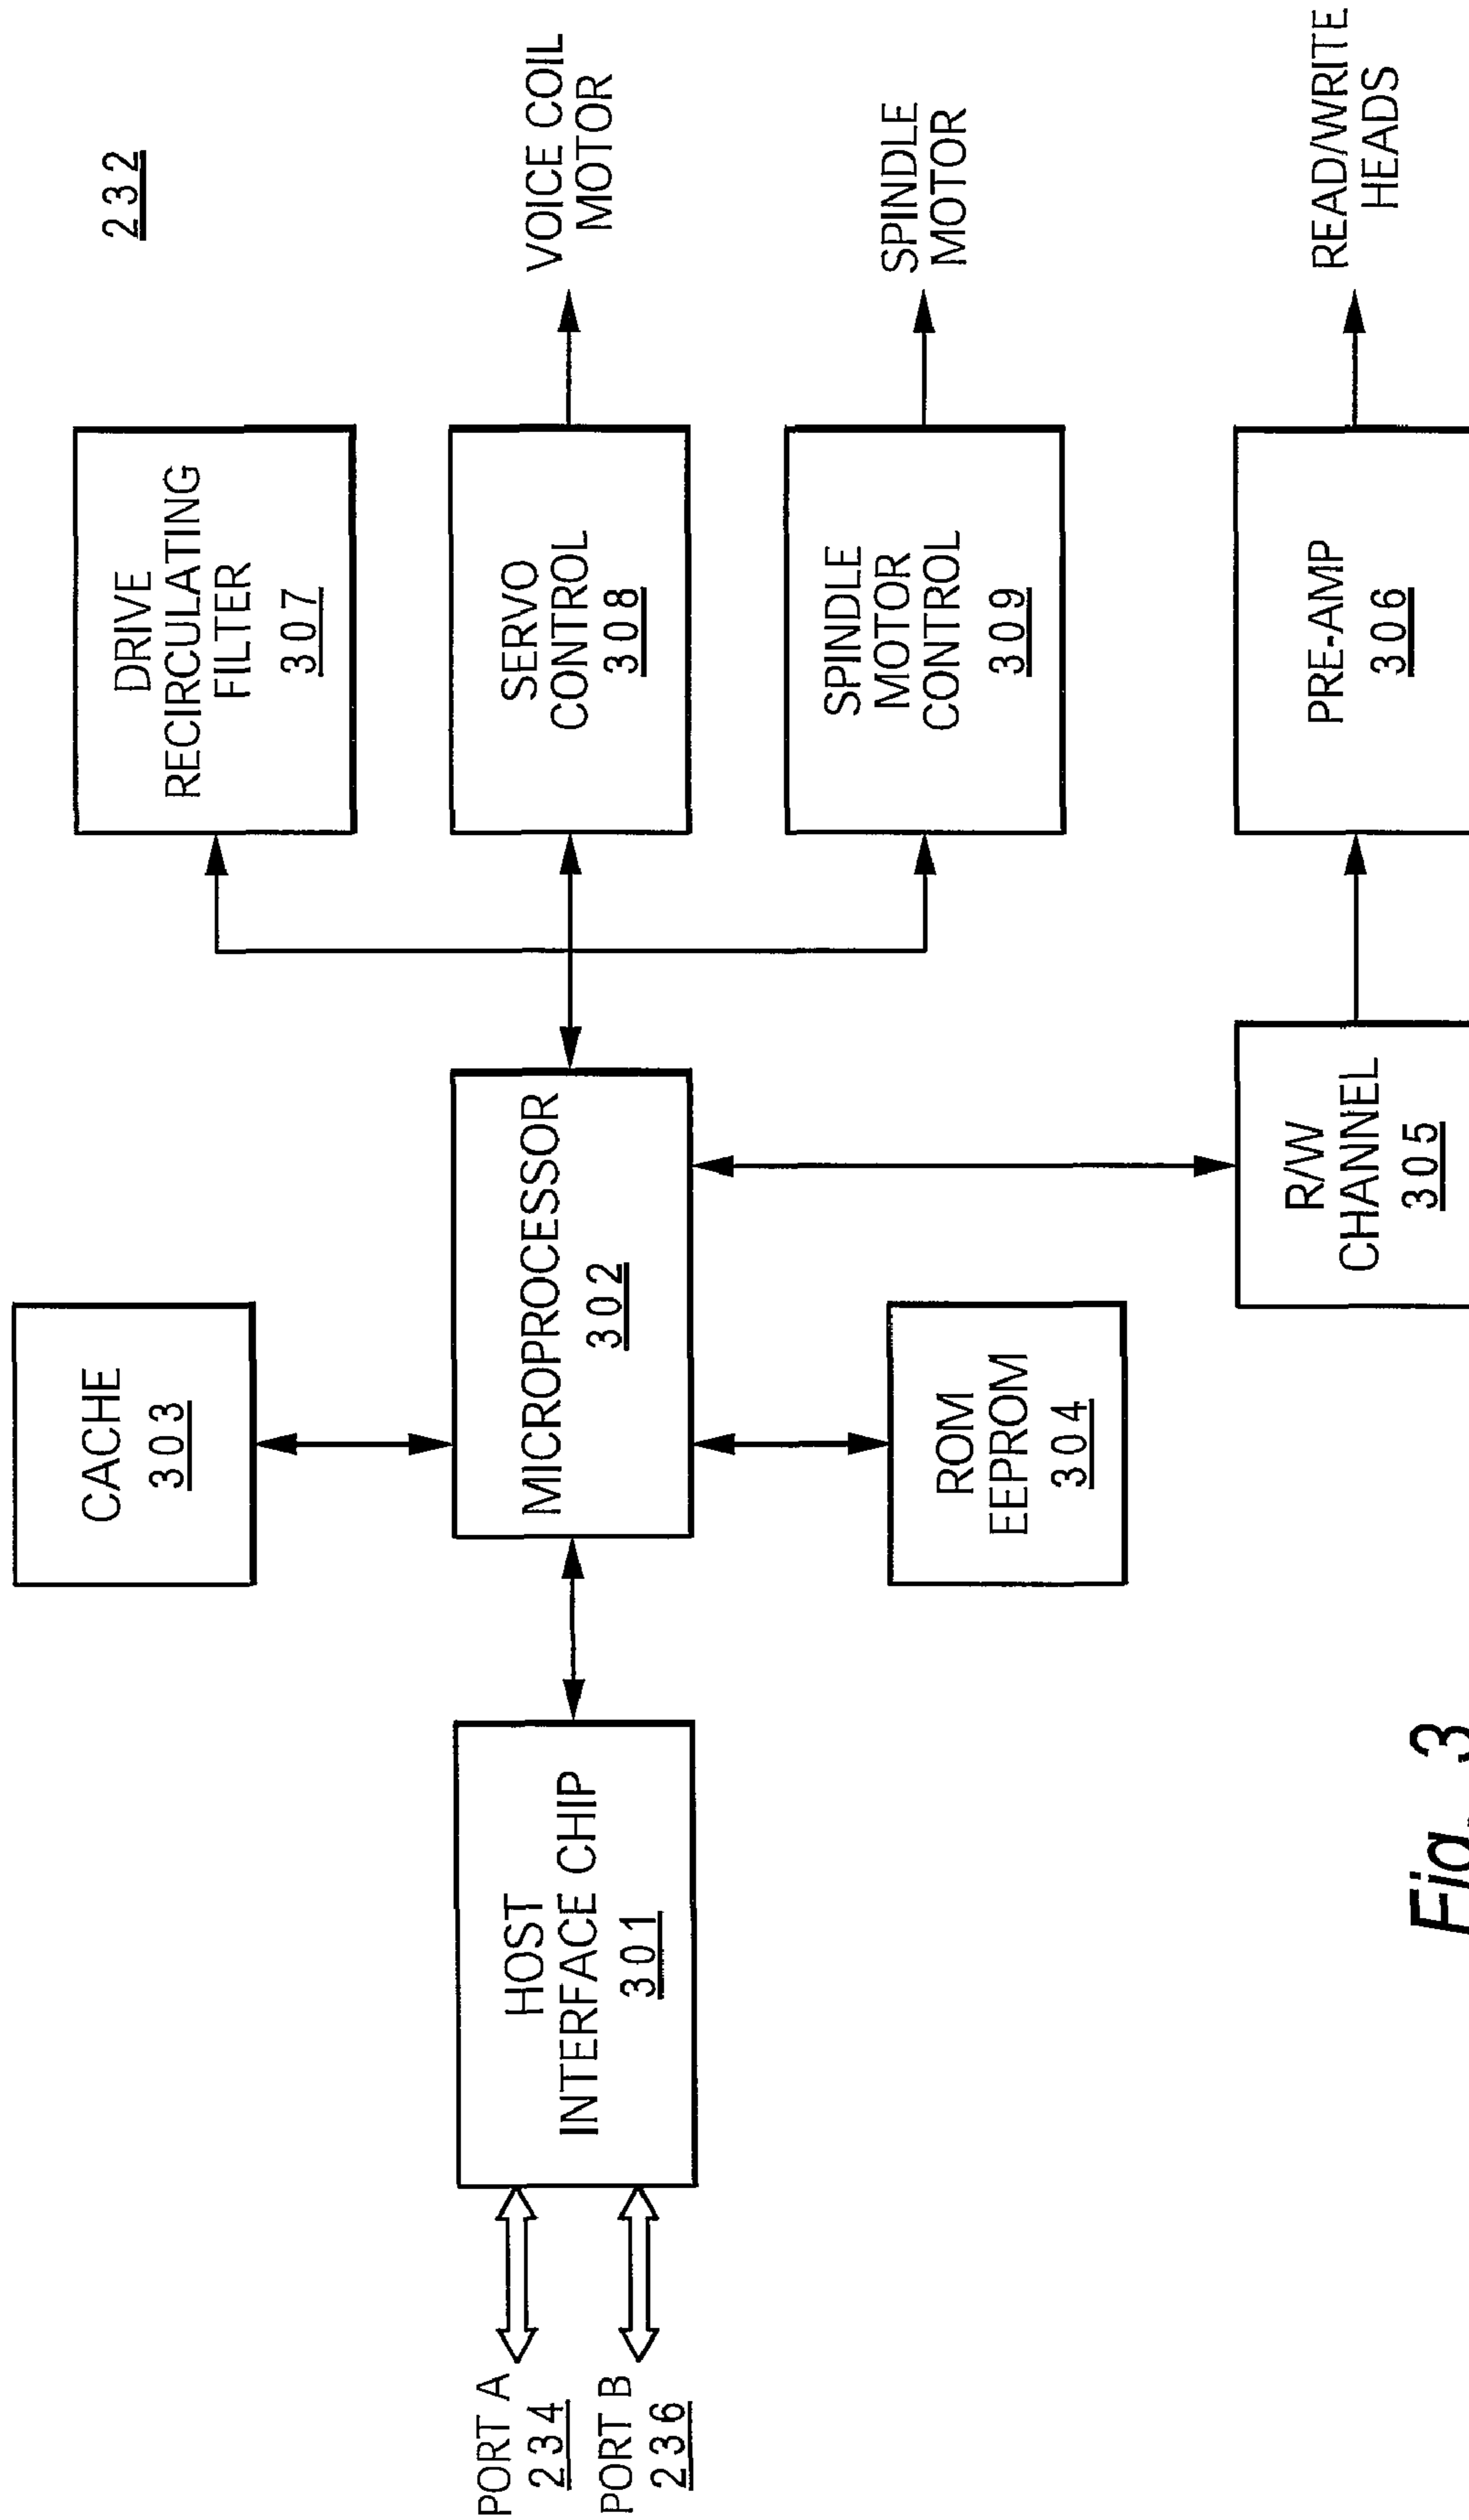 232
CACHE
303
DRIVE
RECIRCULATING
FILTER
307
PORT A
234
PORT B
236
HOST
INTERFACE CHIP
301
MICROPROCESSOR
302
SERVO
CONTROL
308
VOICE COIL
MOTOR
ROM
EEPROM
304
SPINDLE
MOTOR
CONTROL
309
SPINDLE
MOTOR
R/W
CHANNEL
305
PRE-AMP
306
READ/WRITE
HEADS
Fig. 3